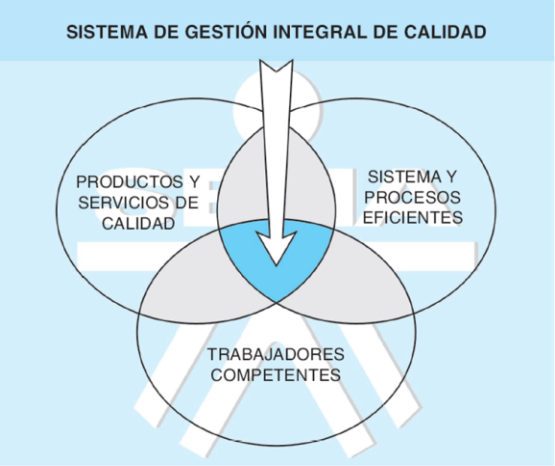 SISTEMA DE GESTIÓN INTEGRAL DE CALIDAD
PRODUCTOS Y
SERVICIOS DE
CALIDAD
SISTEMA Y
PROCESOS
EFICIENTES
TRABAJADORES
COMPETENTES